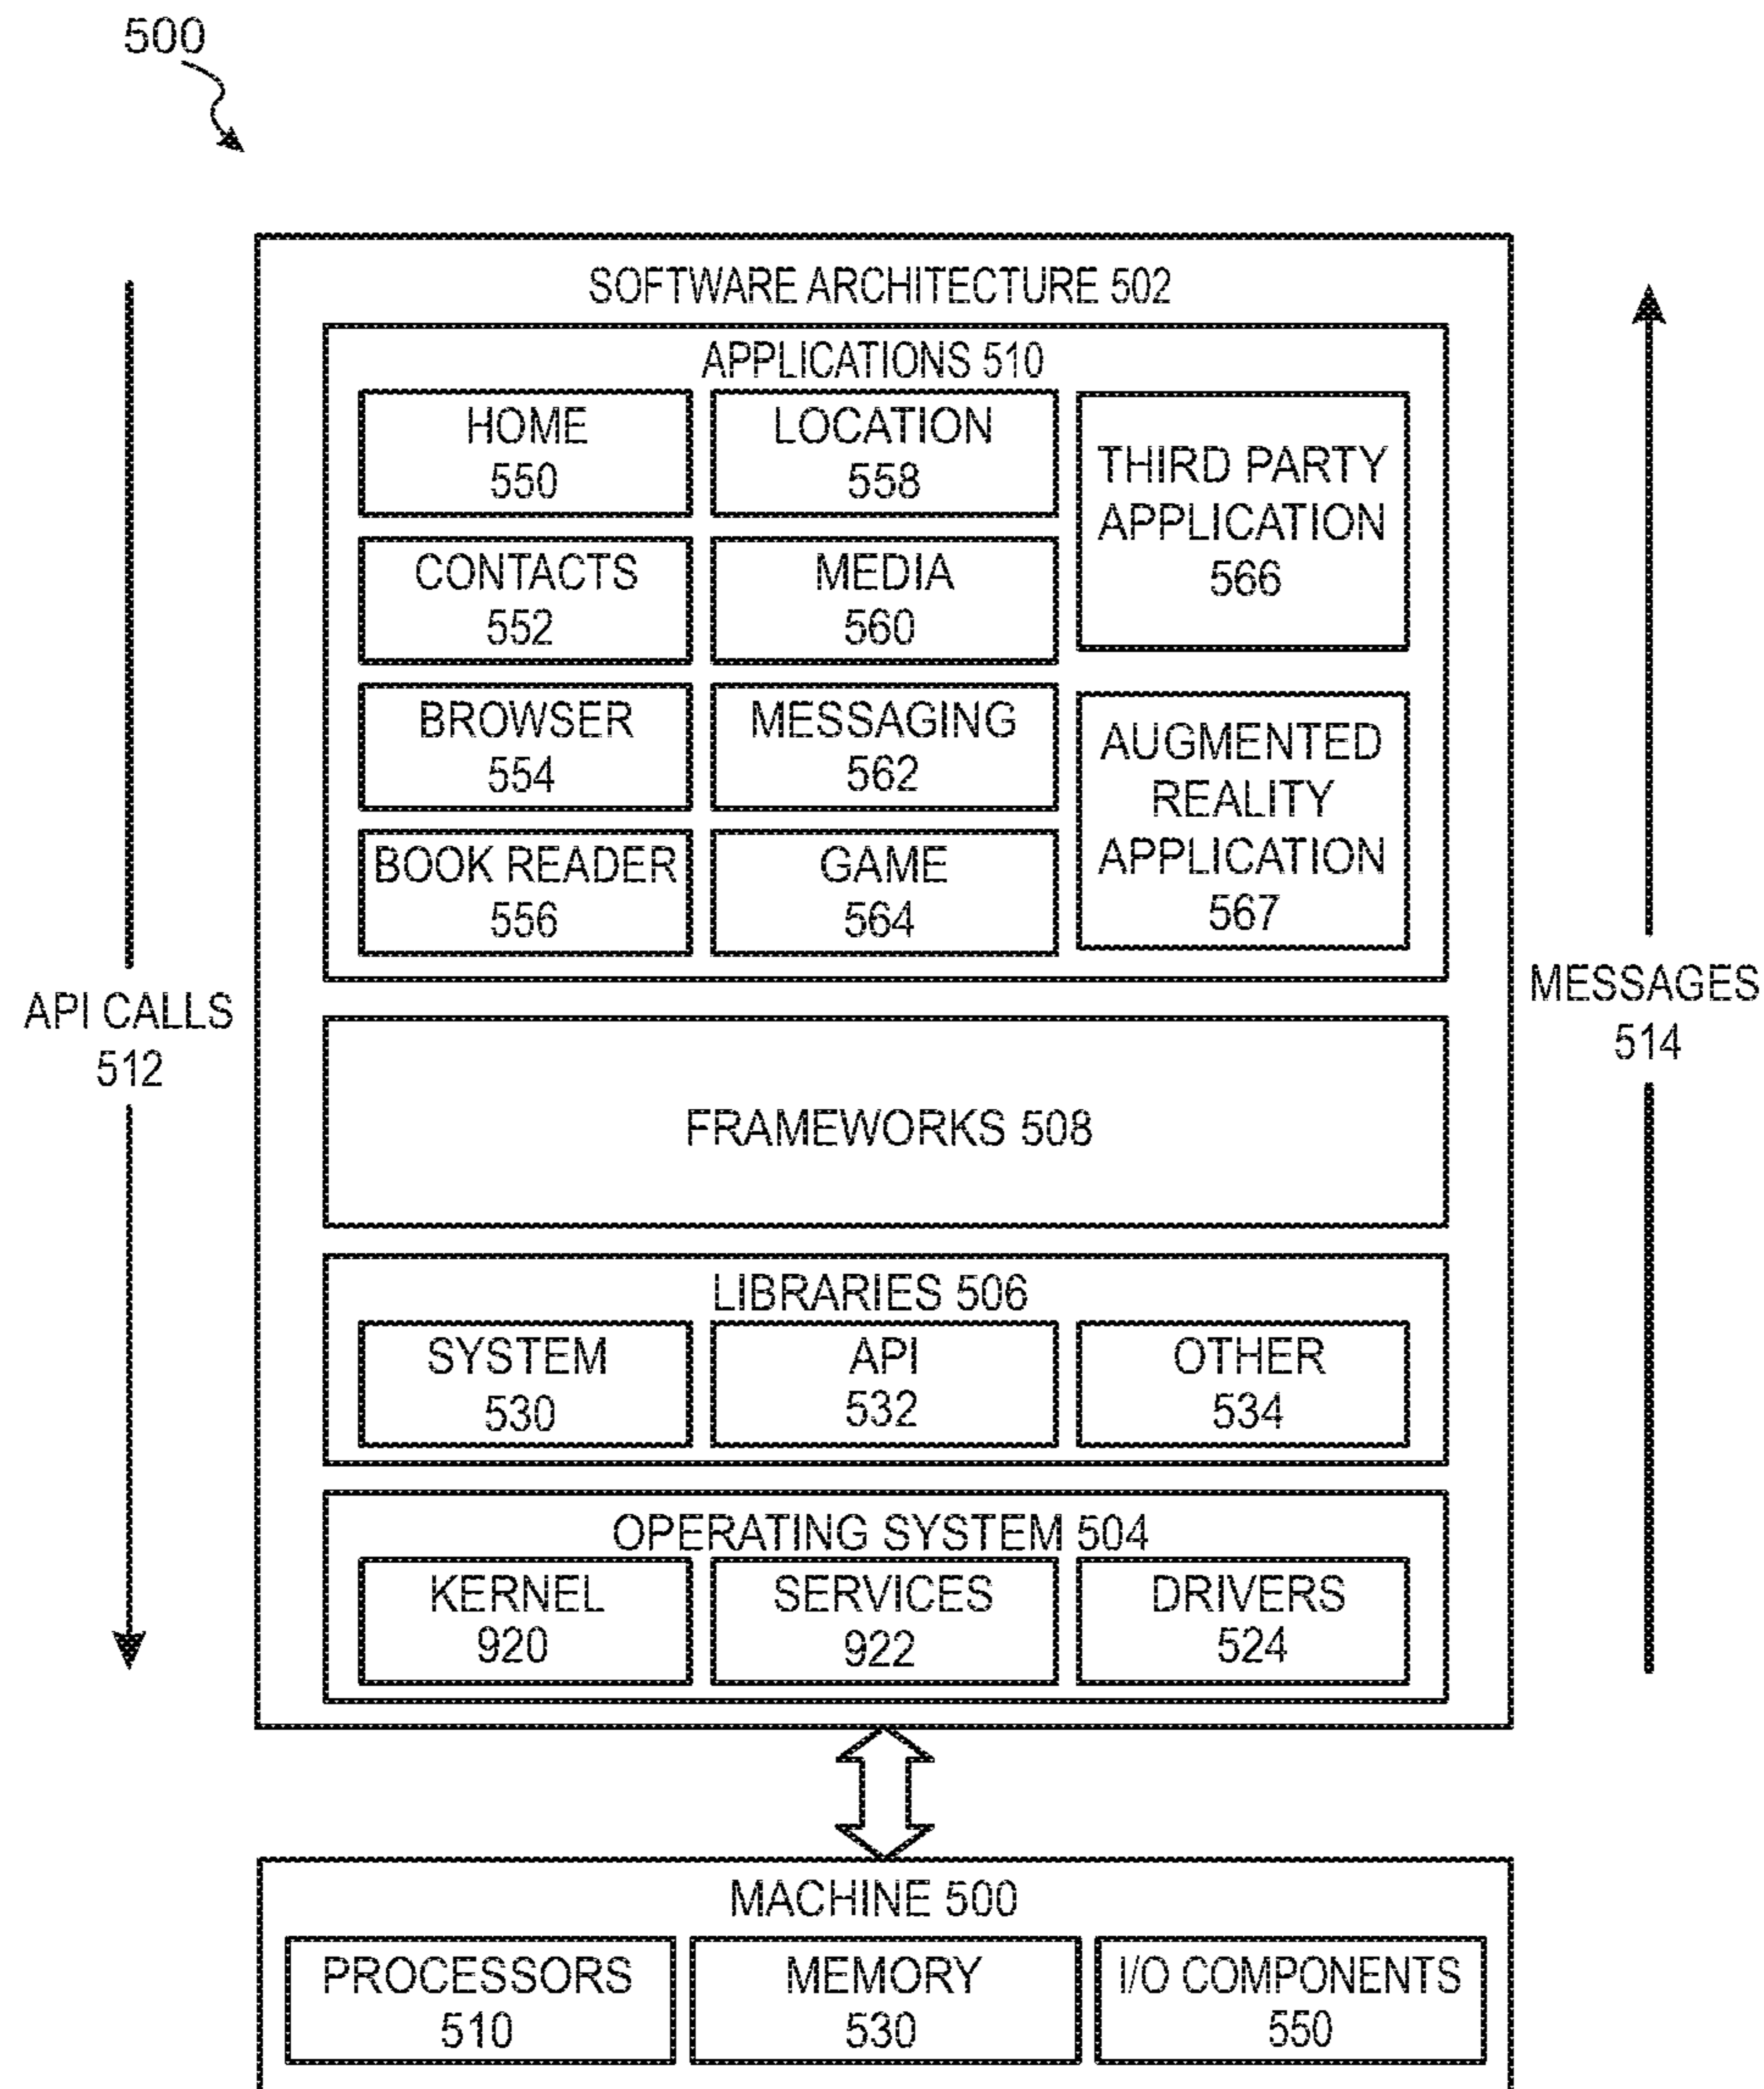 500
SOFTWARE ARCHITECTURE 502
APPLICATIONS 510
HOME
550
LOCATION
558
THIRD PARTY
APPLICATION
566
CONTACTS
552
MEDIA
560
BROWSER
554
MESSAGING
562
AUGMENTED
REALITY
APPLICATION
567
BOOK READER
556
GAME
564
API CALLS
512
MESSAGES
514
FRAMEWORKS 508
LIBRARIES 506
SYSTEM
530
API
532
OTHER
534
OPERATING SYSTEM 504
KERNEL
920
SERVICES
922
DRIVERS
524
MACHINE 500
PROCESSORS
510
MEMORY
530
I/O COMPONENTS
550